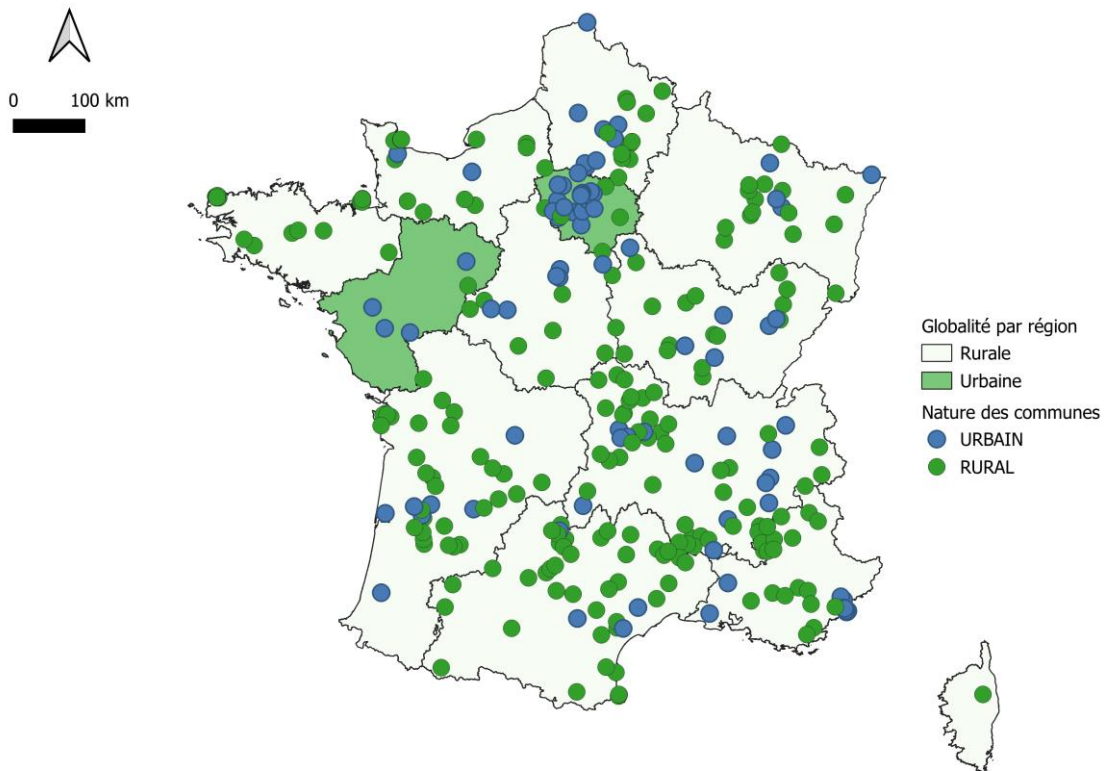 0 100 km
Globalité par région
Rurale
Urbaine
Nature des communes
URBAIN
RURAL